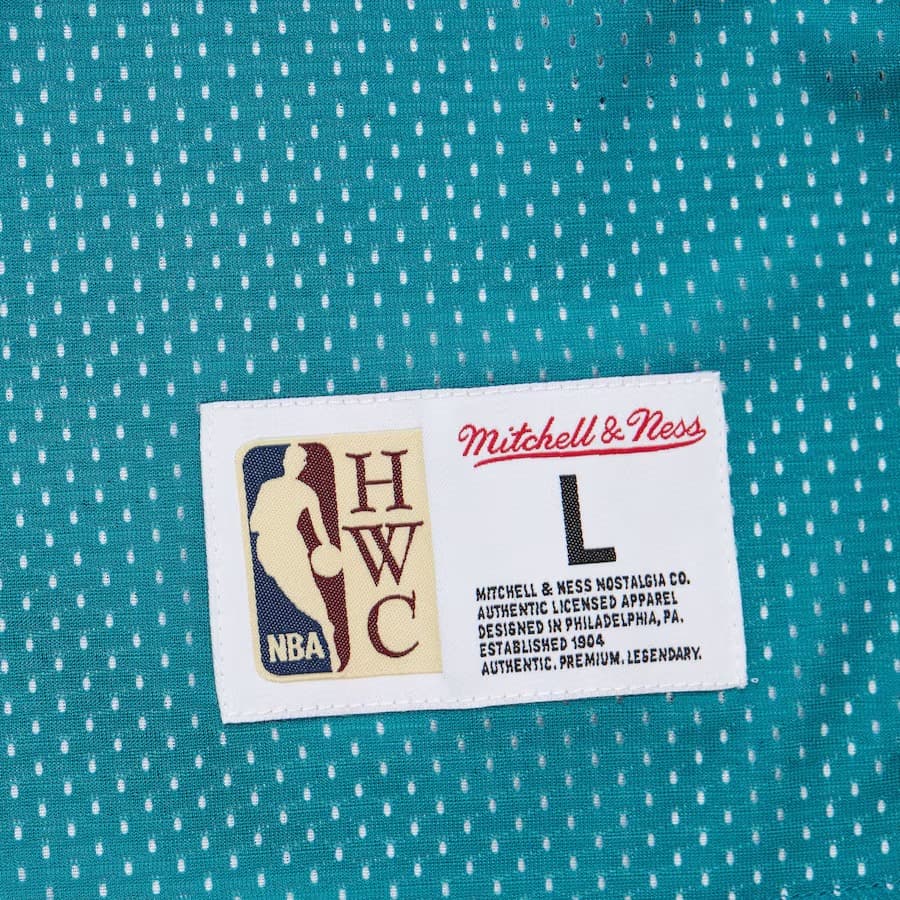 NBA
H
W
C
Mitchell & Ness
L
MITCHELL & NESS NOSTALGIA CO.
AUTHENTIC LICENSED APPAREL
DESIGNED IN PHILADELPHIA, PA.
ESTABLISHED 1904
AUTHENTIC. PREMIUM. LEGENDARY.